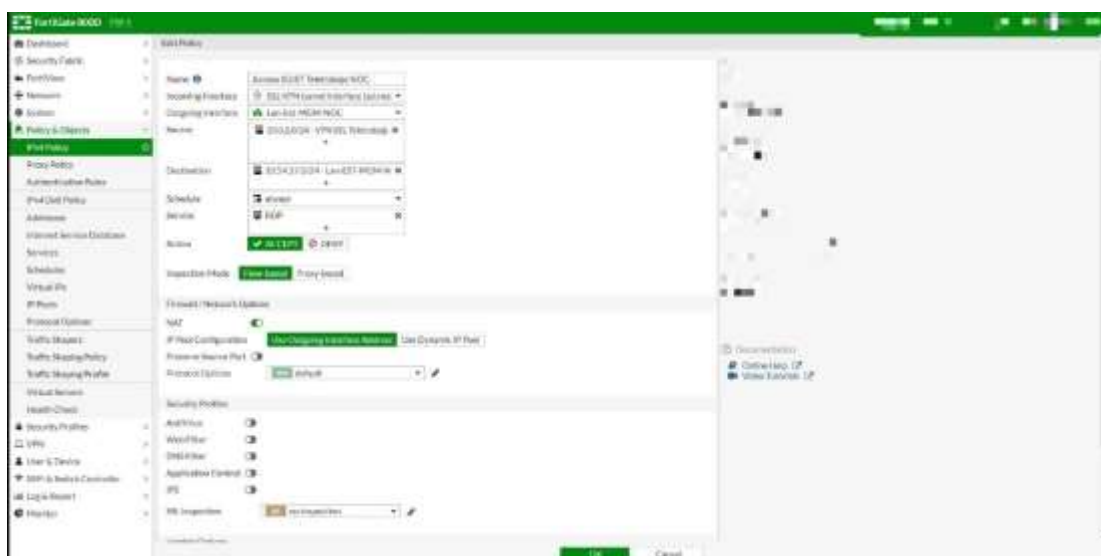 FortiGate 800D
Dashboard
Security Fabric
FortiView
Network
System
Policy & Objects
IPv4 Policy
Proxy Policy
Authentication Rules
IPv4 DoS Policy
Addresses
Internet Service Database
Services
Schedules
Virtual IPs
IP Pools
Protocol Options
Traffic Shapers
Traffic Shaping Policy
Traffic Shaping Profile
Virtual Servers
Health Check
Security Profiles
VPN
User & Device
WiFi & Switch Controller
Log & Report
Monitor
Edit Policy
Name
Incoming Interface
Outgoing Interface
Source
Destination
Schedule always
Service RDP
Action ACCEPT DENY
Inspection Mode Flow-based Proxy-based
Firewall / Network Options
NAT
IP Pool Configuration Use Outgoing Interface Address Use Dynamic IP Pool
Preserve Source Port
Protocol Options default
Security Profiles
AntiVirus
Web Filter
DNS Filter
Application Control
IPS
SSL Inspection no-inspection
OK Cancel
Documentation
Online Help
Video Tutorials